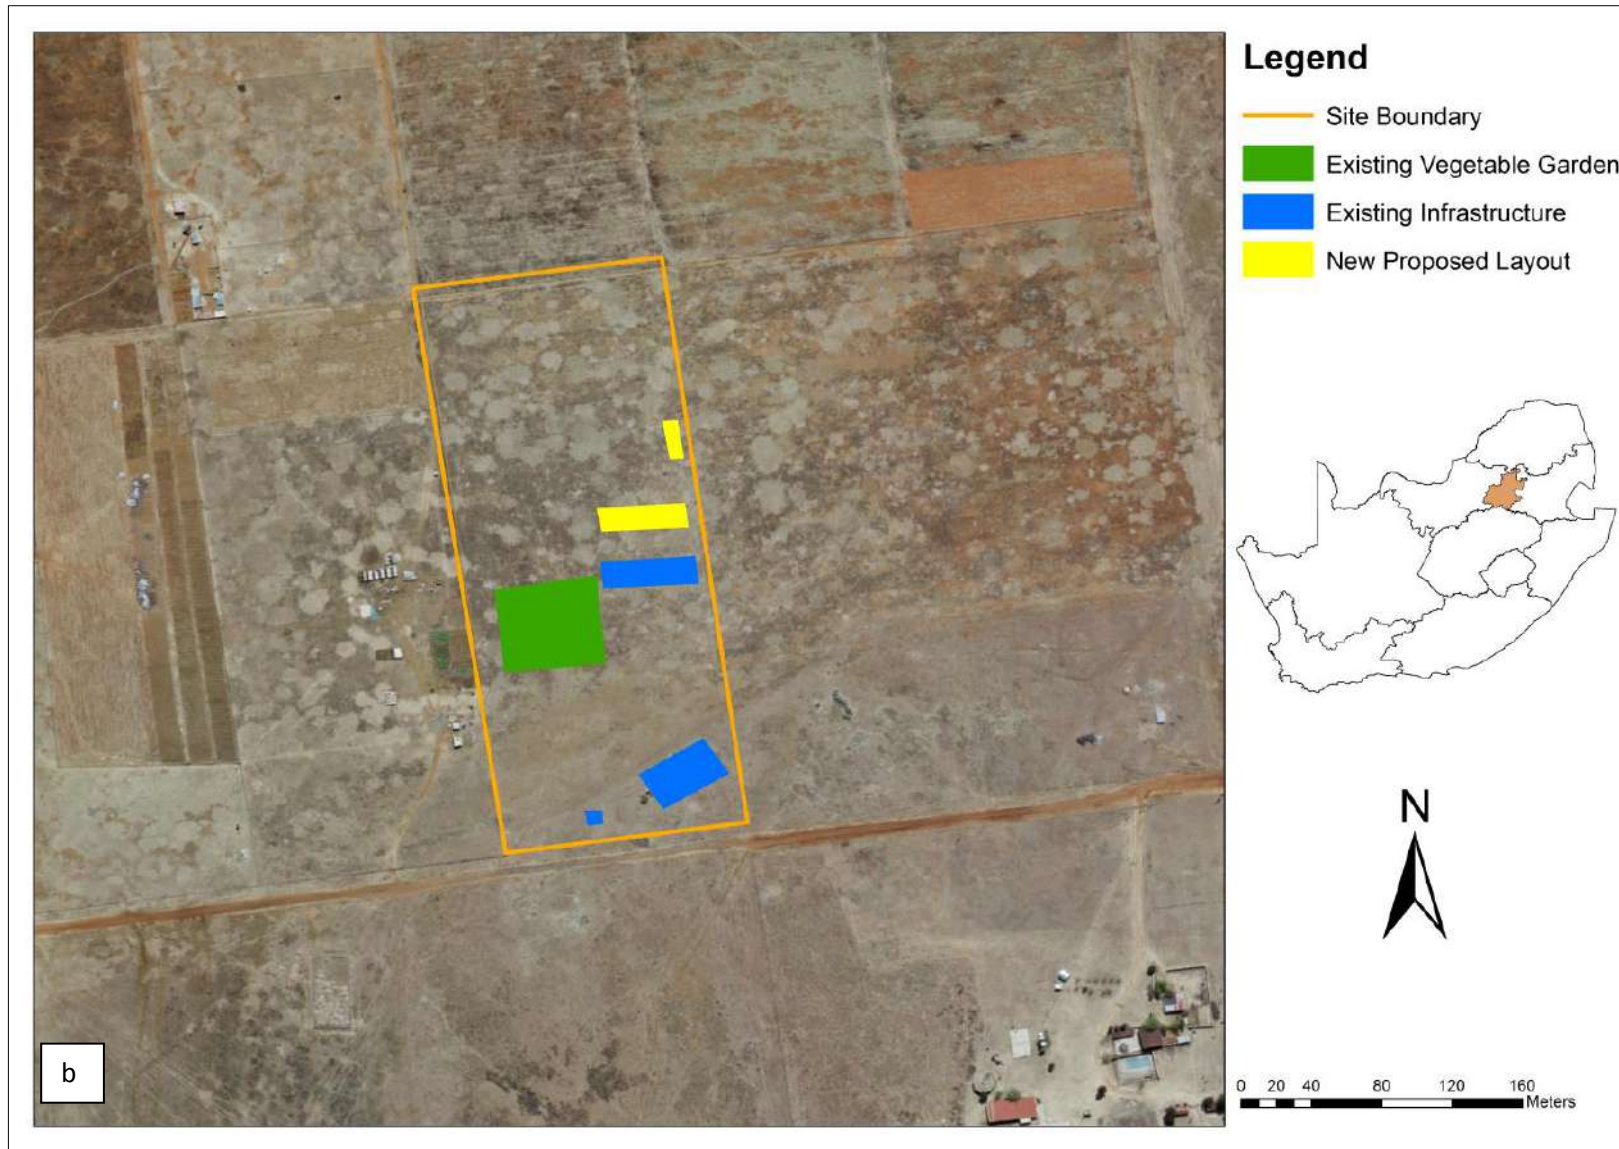 Legend
Site Boundary
Existing Vegetable Garden
Existing Infrastructure
New Proposed Layout
N
0 20 40 80 120 160
Meters
b